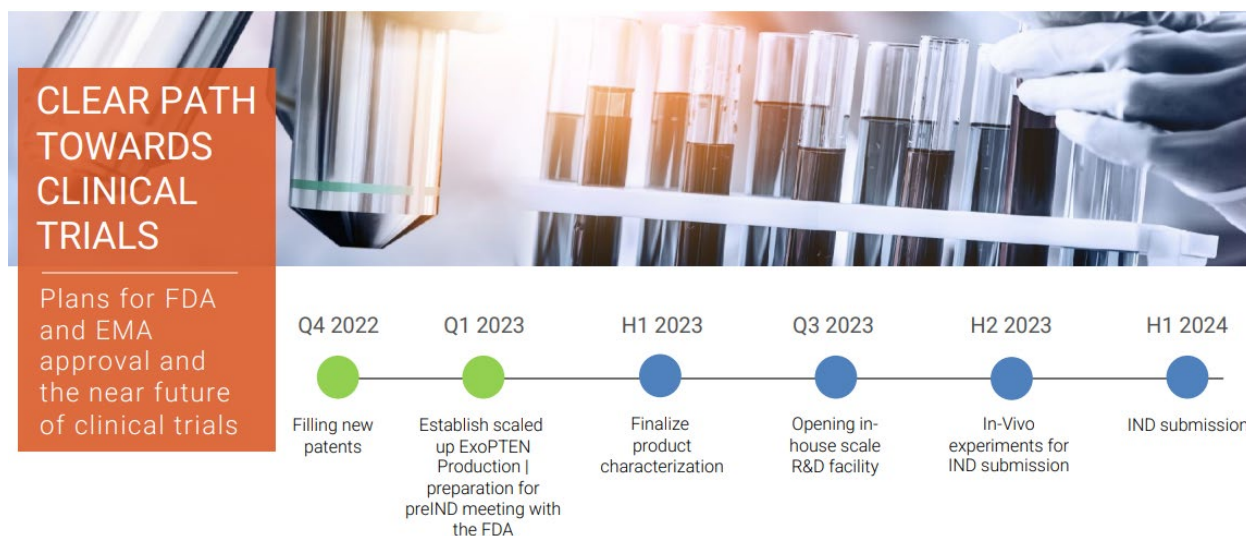 CLEAR PATH
TOWARDS
CLINICAL
TRIALS
Plans for FDA
and EMA
approval and
the near future
of clinical trials
Q4 2022
Filling new
patents
Q1 2023
Establish scaled
up ExoPTEN
Production |
preparation for
preIND meeting with
the FDA
H1 2023
Finalize
product
characterization
Q3 2023
Opening in-
house scale
R&D facility
H2 2023
In-Vivo
experiments for
IND submission
H1 2024
IND submission